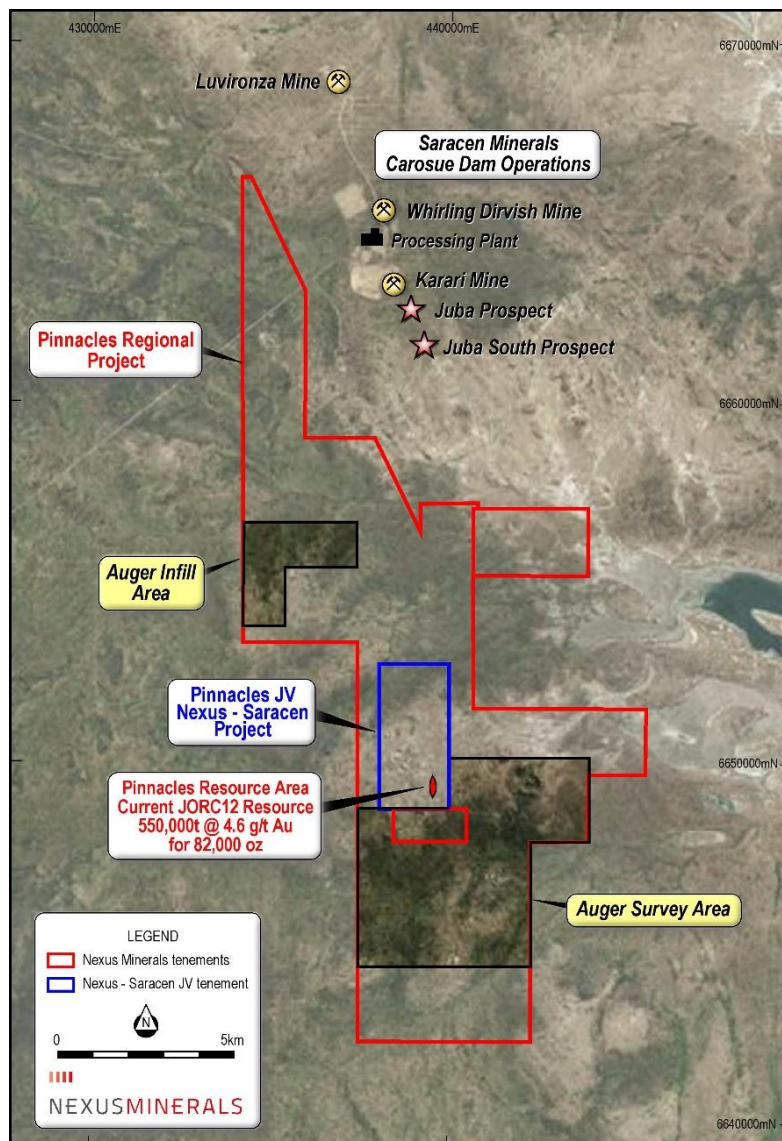 430000mE
440000mE
6670000mN
Luvironza Mine
Saracen Minerals
Carosue Dam Operations
Whirling Dirvish Mine
Processing Plant
Karari Mine
Juba Prospect
Juba South Prospect
Pinnacles Regional
Project
6660000mN
Auger Infill
Area
Pinnacles JV
Nexus - Saracen
Project
6650000mN
Pinnacles Resource Area
Current JORC12 Resource
550,000t @ 4.6 g/t Au
for 82,000 oz
Auger Survey Area
LEGEND
Nexus Minerals tenements
Nexus - Saracen JV tenement
N
0 5km
NEXUSMINERALS
6640000mN